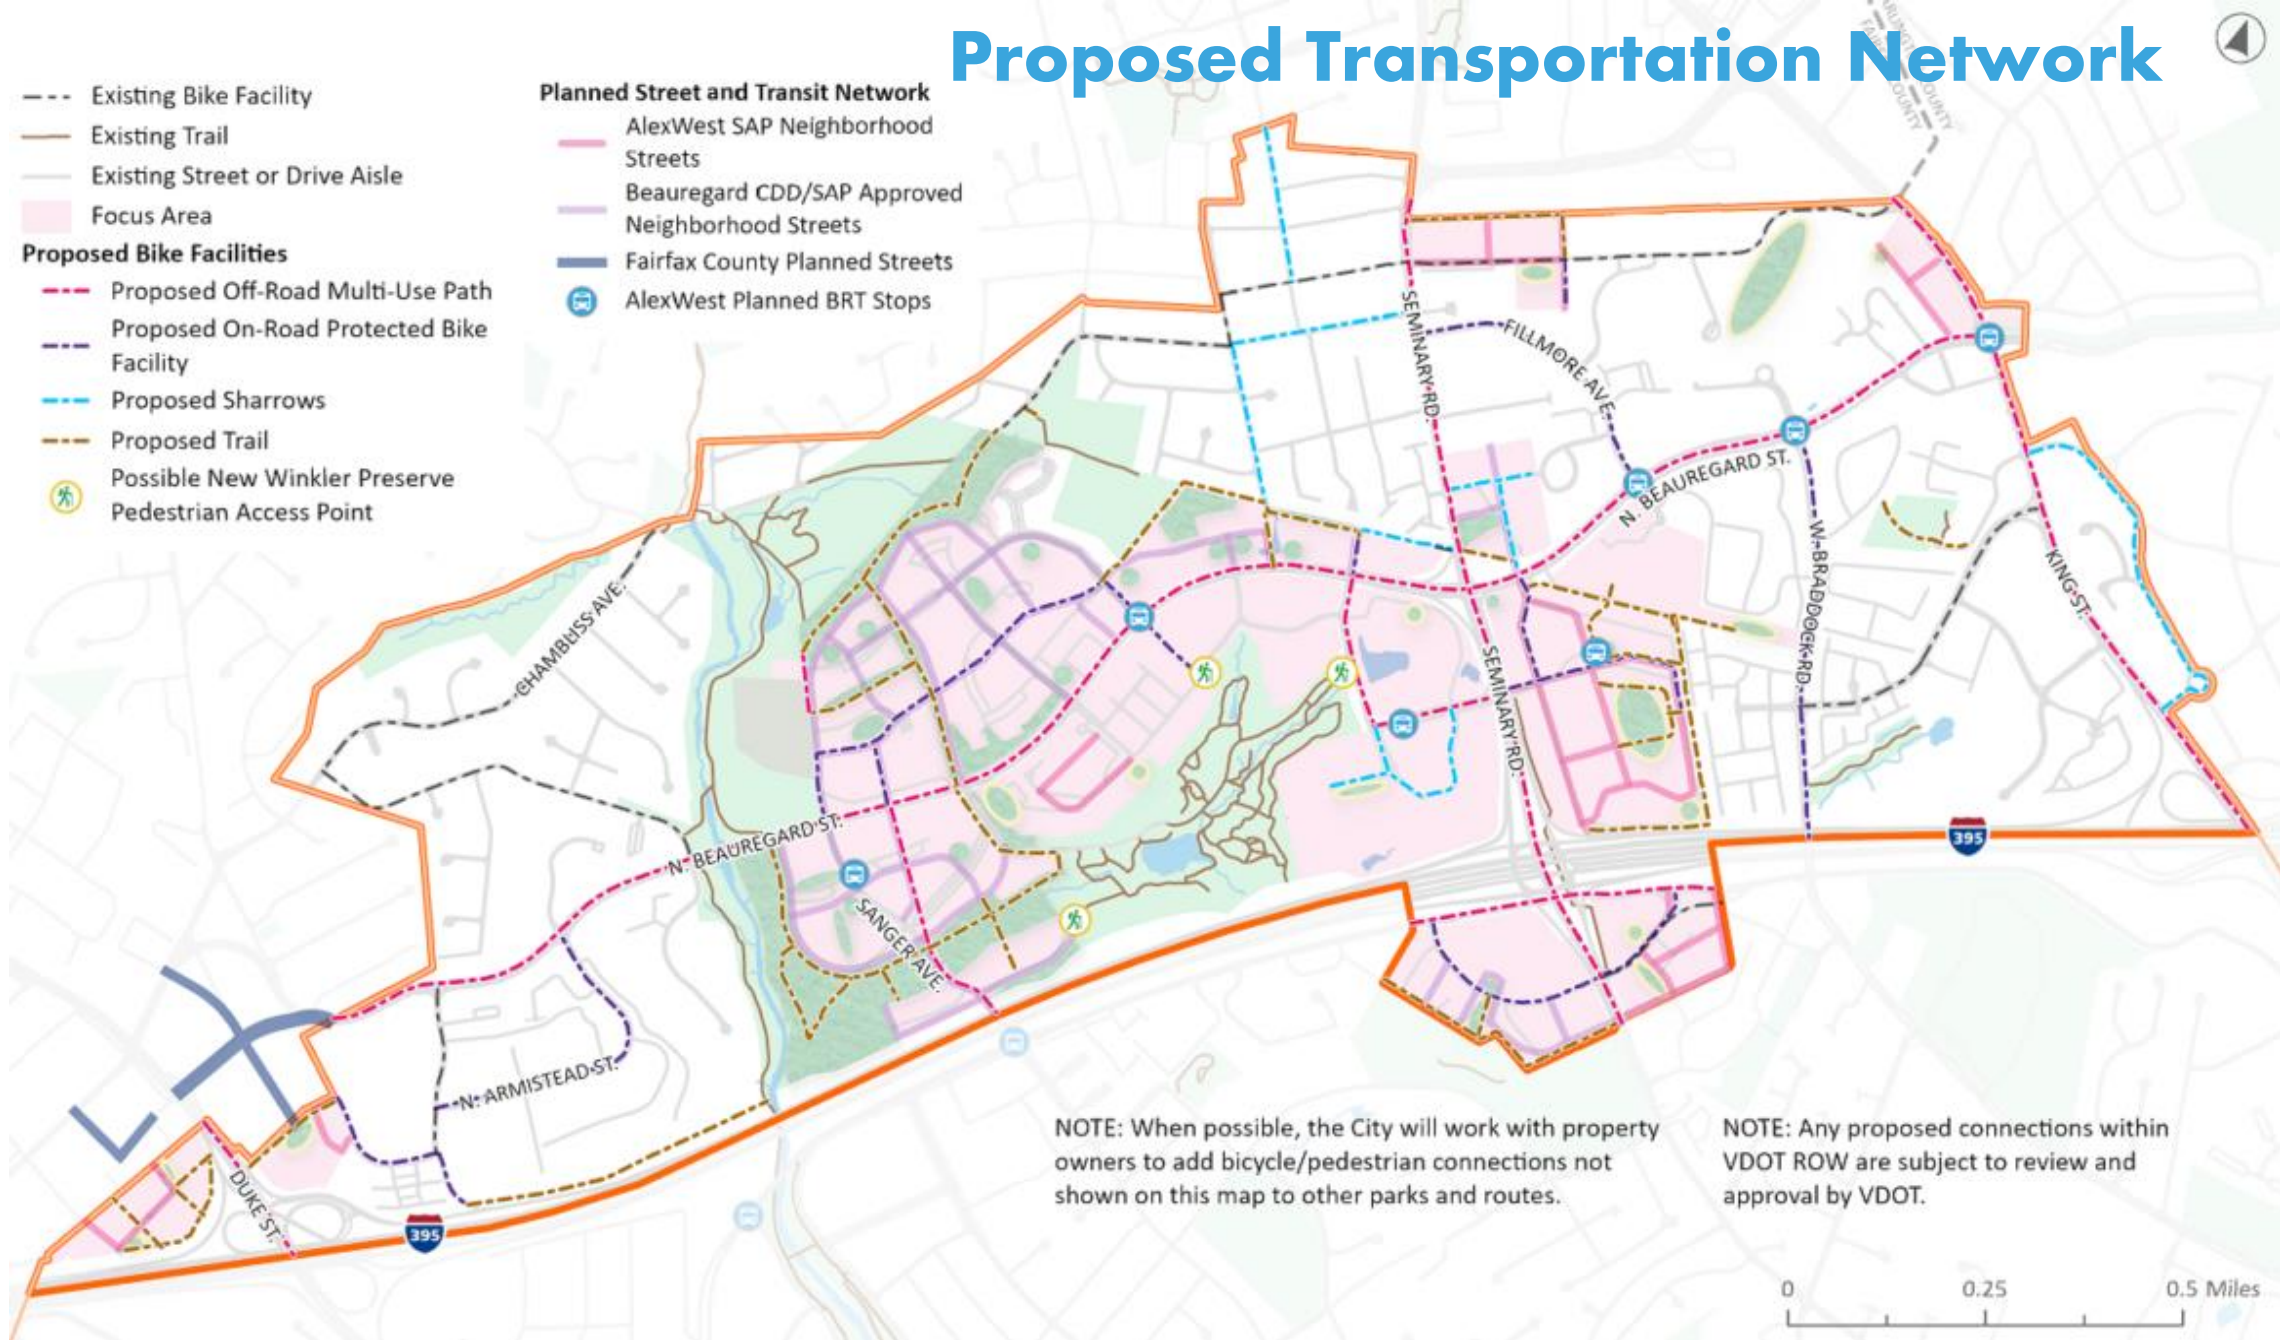 Proposed Transportation Network
Existing Bike Facility
Existing Trail
Existing Street or Drive Aisle
Focus Area
Proposed Bike Facilities
Proposed Off-Road Multi-Use Path
Proposed On-Road Protected Bike
Facility
Proposed Sharrows
Proposed Trail
Possible New Winkler Preserve
Pedestrian Access Point
Planned Street and Transit Network
AlexWest SAP Neighborhood
Streets
Beauregard CDD/SAP Approved
Neighborhood Streets
Fairfax County Planned Streets
AlexWest Planned BRT Stops
SEMINARY RD.
FILLMORE AVE.
N. BEAUREGARD ST.
W. BRADDOCK RD.
KING ST.
CHAMBLISS AVE.
SEMINARY RD.
N. BEAUREGARD ST.
SANGER AVE.
N. ARMISTEAD ST.
DUKE ST.
395
395
NOTE: When possible, the City will work with property
owners to add bicycle/pedestrian connections not
shown on this map to other parks and routes.
NOTE: Any proposed connections within
VDOT ROW are subject to review and
approval by VDOT.
0 0.25 0.5 Miles